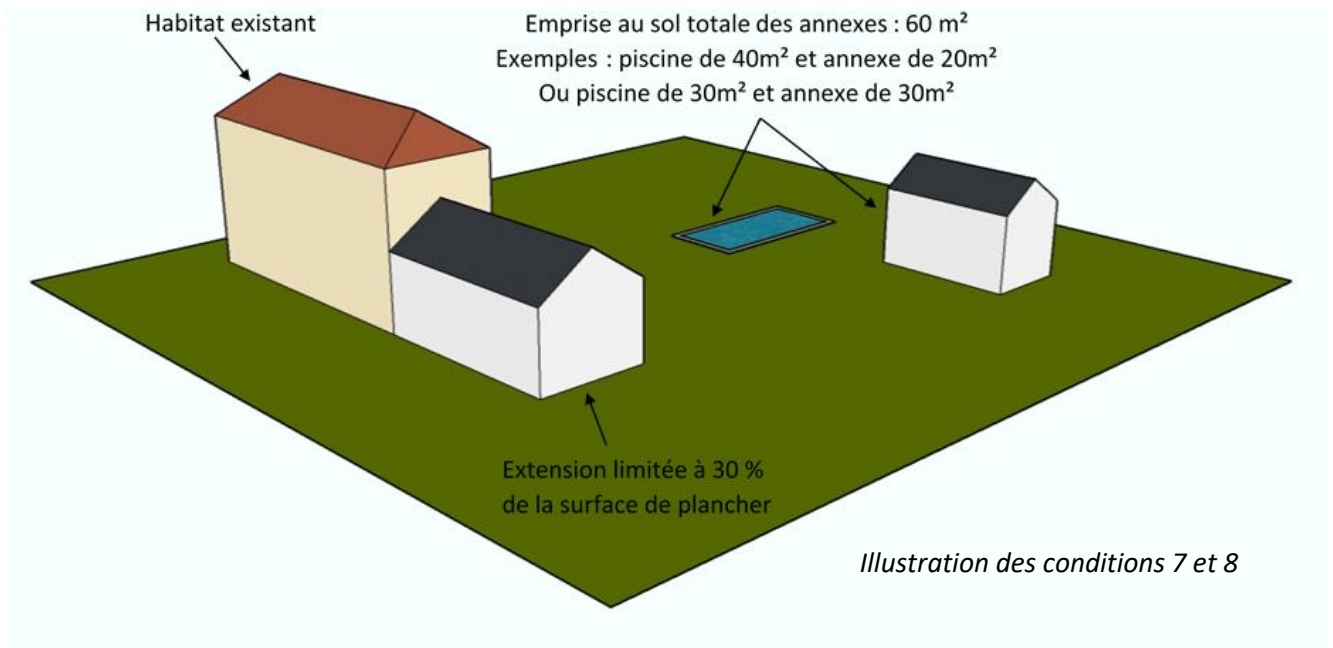 Habitat existant
Emprise au sol totale des annexes : 60 m²
Exemples : piscine de 40m² et annexe de 20m²
Ou piscine de 30m² et annexe de 30m²
Extension limitée à 30 %
de la surface de plancher
Illustration des conditions 7 et 8